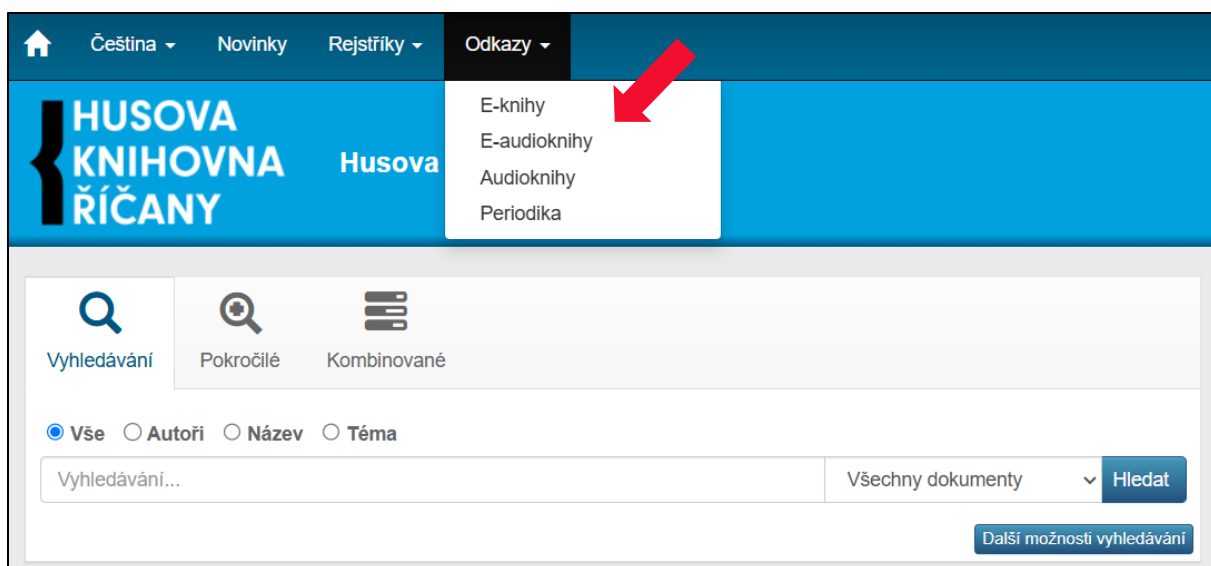 Čeština Novinky Rejstříky Odkazy
E-knihy
E-audioknihy
Audioknihy
Periodika
HUSOVA
KNIHOVNA
ŘÍČANY
Husova
Vyhledávání Pokročilé Kombinované
Vše Autoři Název Téma
Vyhledávání... Všechny dokumenty Hledat
Další možnosti vyhledávání